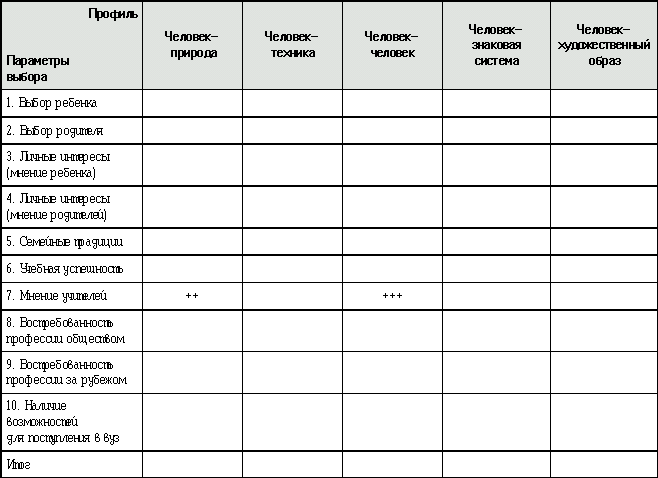 Профиль
Параметры
выбора
Человек–
природа
Человек–
техника
Человек–
человек
Человек–
знаковая
система
Человек–
художественный
образ
1. Выбор ребенка
2. Выбор родителя
3. Личные интересы
(мнение ребенка)
4. Личные интересы
(мнение родителей)
5. Семейные традиции
6. Учебная успешность
7. Мнение учителей ++ +++
8. Востребованность
профессии обществом
9. Востребованность
профессии за рубежом
10. Наличие
возможностей
для поступления в вуз
Итог